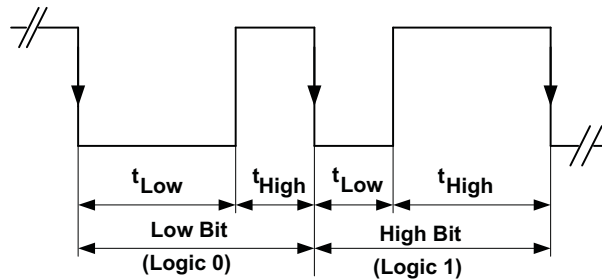 tLow tHigh tLow tHigh
Low Bit High Bit
(Logic 0) (Logic 1)